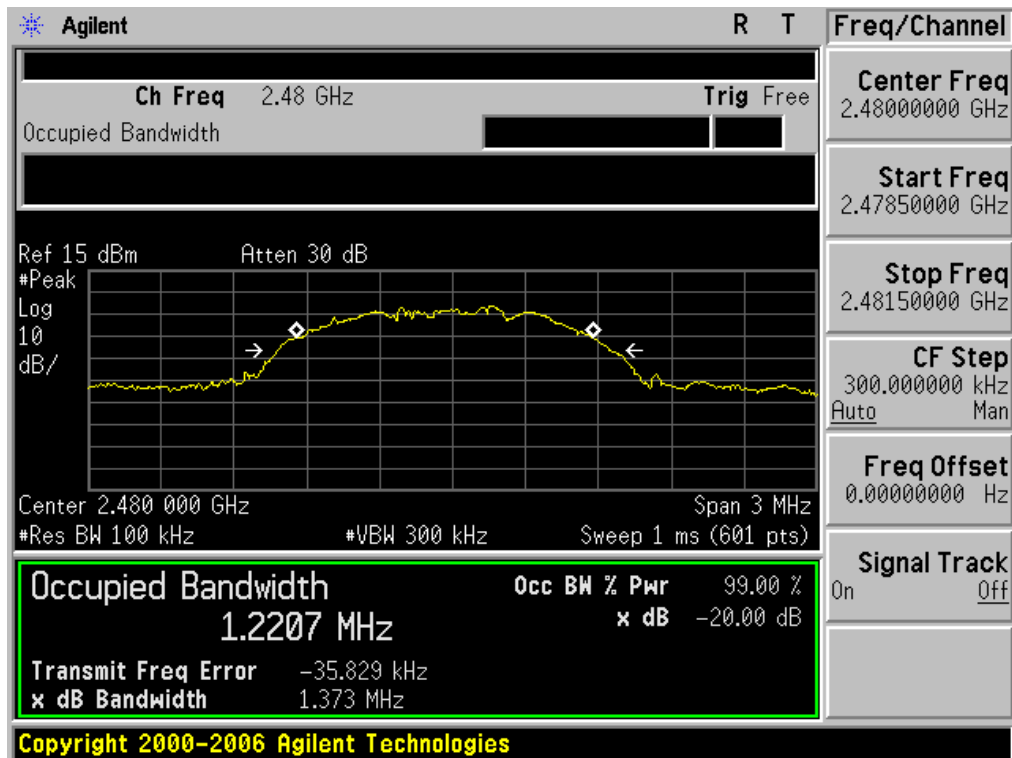 Agilent R T
Freq/Channel
Ch Freq 2.48 GHz Trig Free
Occupied Bandwidth
Center Freq
2.48000000 GHz
Start Freq
2.47850000 GHz
Stop Freq
2.48150000 GHz
CF Step
300.000000 kHz
Auto Man
Freq Offset
0.00000000 Hz
Signal Track
On Off
Ref 15 dBm Atten 30 dB
#Peak
Log
10
dB/
Center 2.480 000 GHz Span 3 MHz
#Res BW 100 kHz #VBW 300 kHz Sweep 1 ms (601 pts)
Occupied Bandwidth Occ BW % Pwr 99.00 %
1.2207 MHz x dB -20.00 dB
Transmit Freq Error -35.829 kHz
x dB Bandwidth 1.373 MHz
Copyright 2000-2006 Agilent Technologies